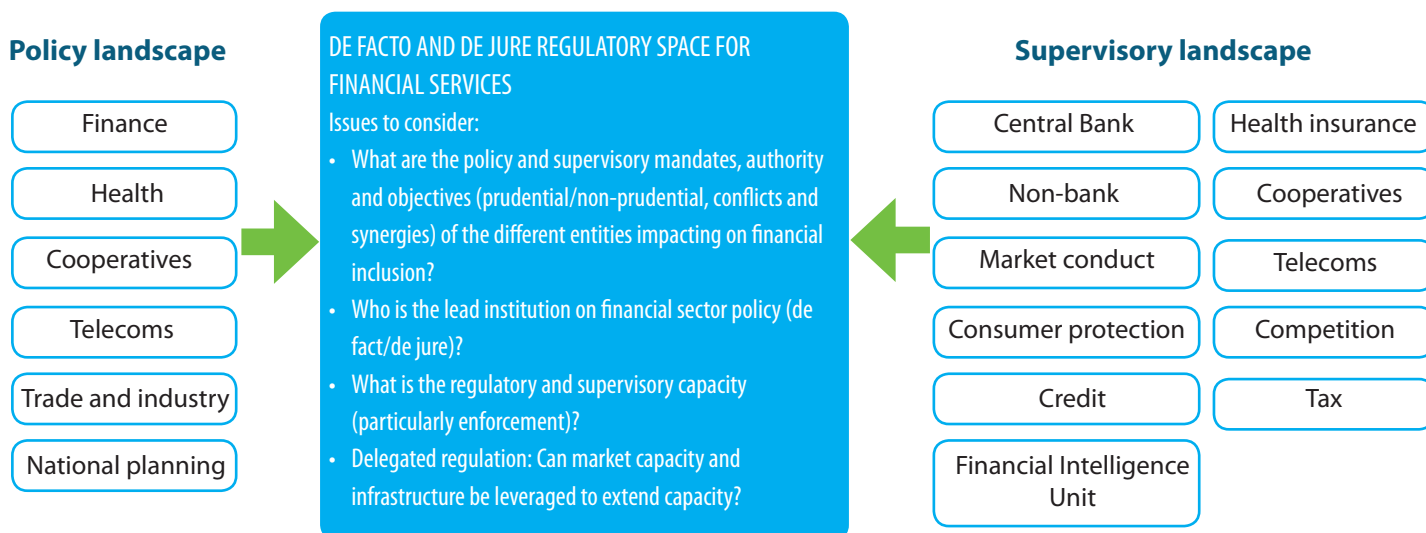 Policy landscape
Finance
Health
Cooperatives
Telecoms
Trade and industry
National planning
DE FACTO AND DE JURE REGULATORY SPACE FOR
FINANCIAL SERVICES
Issues to consider:
• What are the policy and supervisory mandates, authority
and objectives (prudential/non-prudential, conflicts and
synergies) of the different entities impacting on financial
inclusion?
• Who is the lead institution on financial sector policy (de
fact/de jure)?
• What is the regulatory and supervisory capacity
(particularly enforcement)?
• Delegated regulation: Can market capacity and
infrastructure be leveraged to extend capacity?
Supervisory landscape
Central Bank
Non-bank
Market conduct
Consumer protection
Credit
Financial Intelligence
Unit
Health insurance
Cooperatives
Telecoms
Competition
Tax